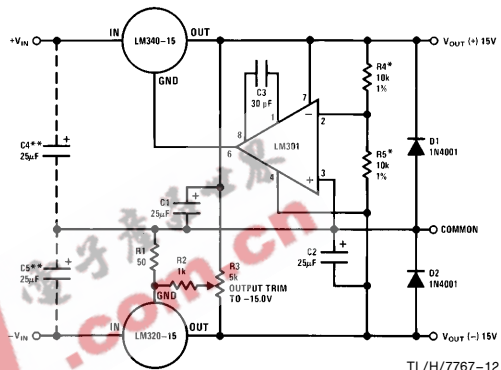 +VIN
IN
LM340-15
OUT
GND
VOUT (+) 15V
C3
30 pF
R4*
10k
1%
7
1
2
8
6
LM301
4
3
R5*
10k
1%
D1
1N4001
C4**
25µF
C1
25µF
COMMON
C5**
25µF
R1
50
R2
1k
R3
5k
OUTPUT TRIM
TO -15.0V
C2
25µF
D2
1N4001
GND
-VIN
IN
LM320-15
OUT
VOUT (-) 15V
TL/H/7767-12
.com.cn